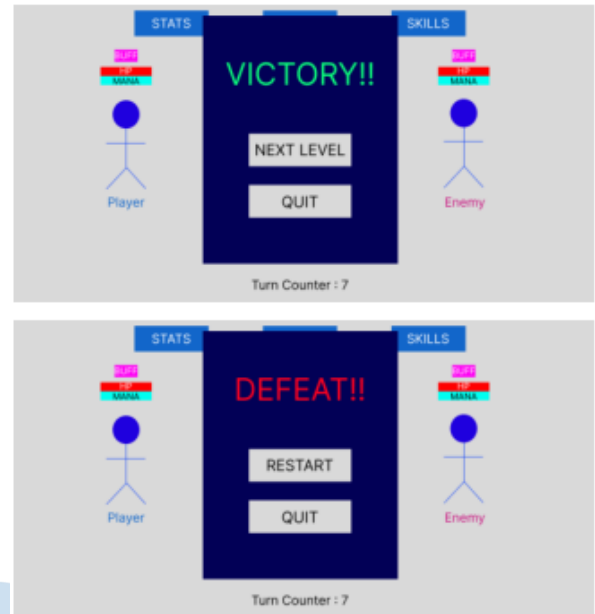 STATS SKILLS
BUFF BUFF
HP HP
MANA MANA
VICTORY!!
NEXT LEVEL
QUIT
Player Enemy
Turn Counter : 7
STATS SKILLS
BUFF BUFF
HP HP
MANA MANA
DEFEAT!!
RESTART
QUIT
Player Enemy
Turn Counter : 7